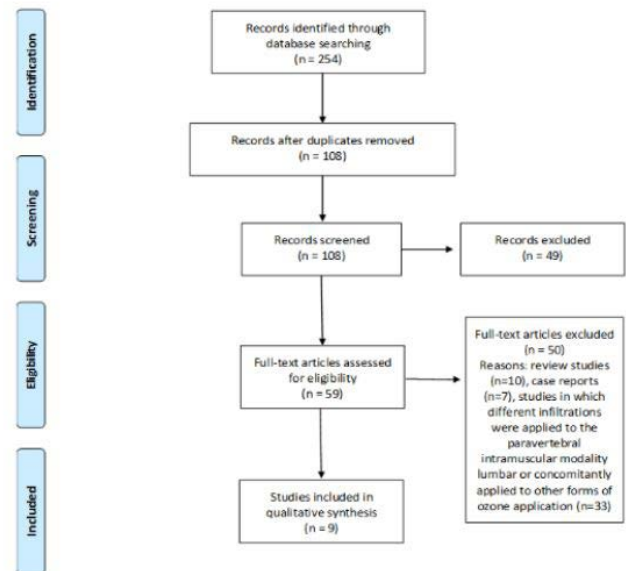 Identification
Records identified through
database searching
(n = 254)
Records after duplicates removed
(n = 108)
Screening
Records screened
(n = 108)
Records excluded
(n = 49)
Eligibility
Full-text articles assessed
for eligibility
(n = 59)
Full-text articles excluded
(n = 50)
Reasons: review studies
(n=10), case reports
(n=7), studies in which
different infiltrations
were applied to the
paravertebral
intramuscular modality
lumbar or concomitantly
applied to other forms of
ozone application (n=33)
Included
Studies included in
qualitative synthesis
(n = 9)